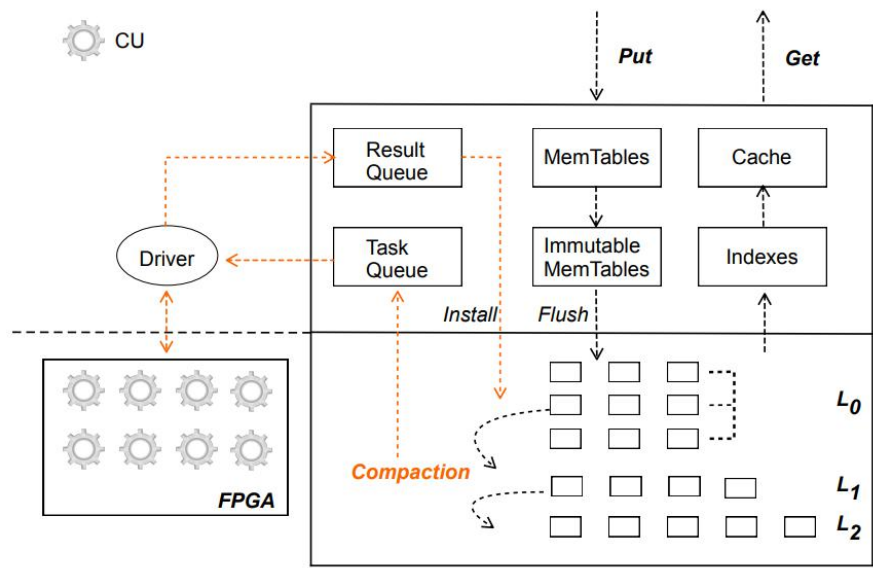 CU
Put
Get
Result
Queue
MemTables
Cache
Driver
Task
Queue
Immutable
MemTables
Indexes
Install
Flush
L0
Compaction
L1
FPGA
L2